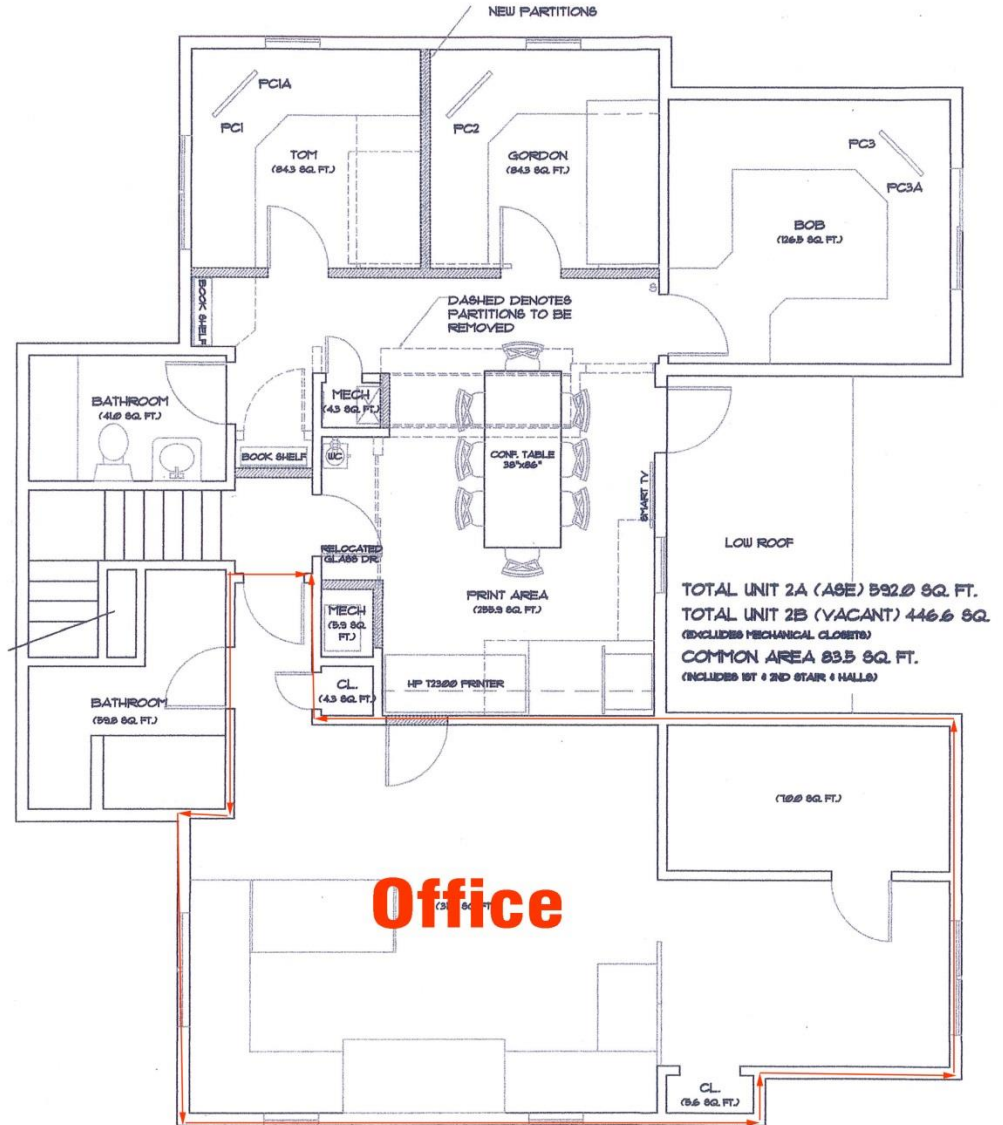 NEW PARTITIONS
PC1A
PC1
TOM
(84.3 SQ. FT.)
PC2
GORDON
(84.3 SQ. FT.)
PC3
PC3A
BOB
(126.5 SQ. FT.)
BOOK SHELF
DASHED DENOTES
PARTITIONS TO BE
REMOVED
BATHROOM
(41.0 SQ. FT.)
MECH
(4.3 SQ. FT.)
BOOK SHELF
WC
CONF. TABLE
38"x86"
SMART TV
RELOCATED
GLASS DR.
LOW ROOF
PRINT AREA
(255.9 SQ. FT.)
MECH
(5.9 SQ.
FT.)
TOTAL UNIT 2A (ASE) 592.0 SQ. FT.
TOTAL UNIT 2B (VACANT) 446.6 SQ.
(EXCLUDES MECHANICAL CLOSETS)
COMMON AREA 83.5 SQ. FT.
(INCLUDES 1ST & 2ND STAIR & HALLS)
CL.
(4.3 SQ. FT.)
HP T2300 PRINTER
BATHROOM
(59.8 SQ. FT.)
(70.0 SQ. FT.)
Office
CL.
(5.6 SQ. FT.)